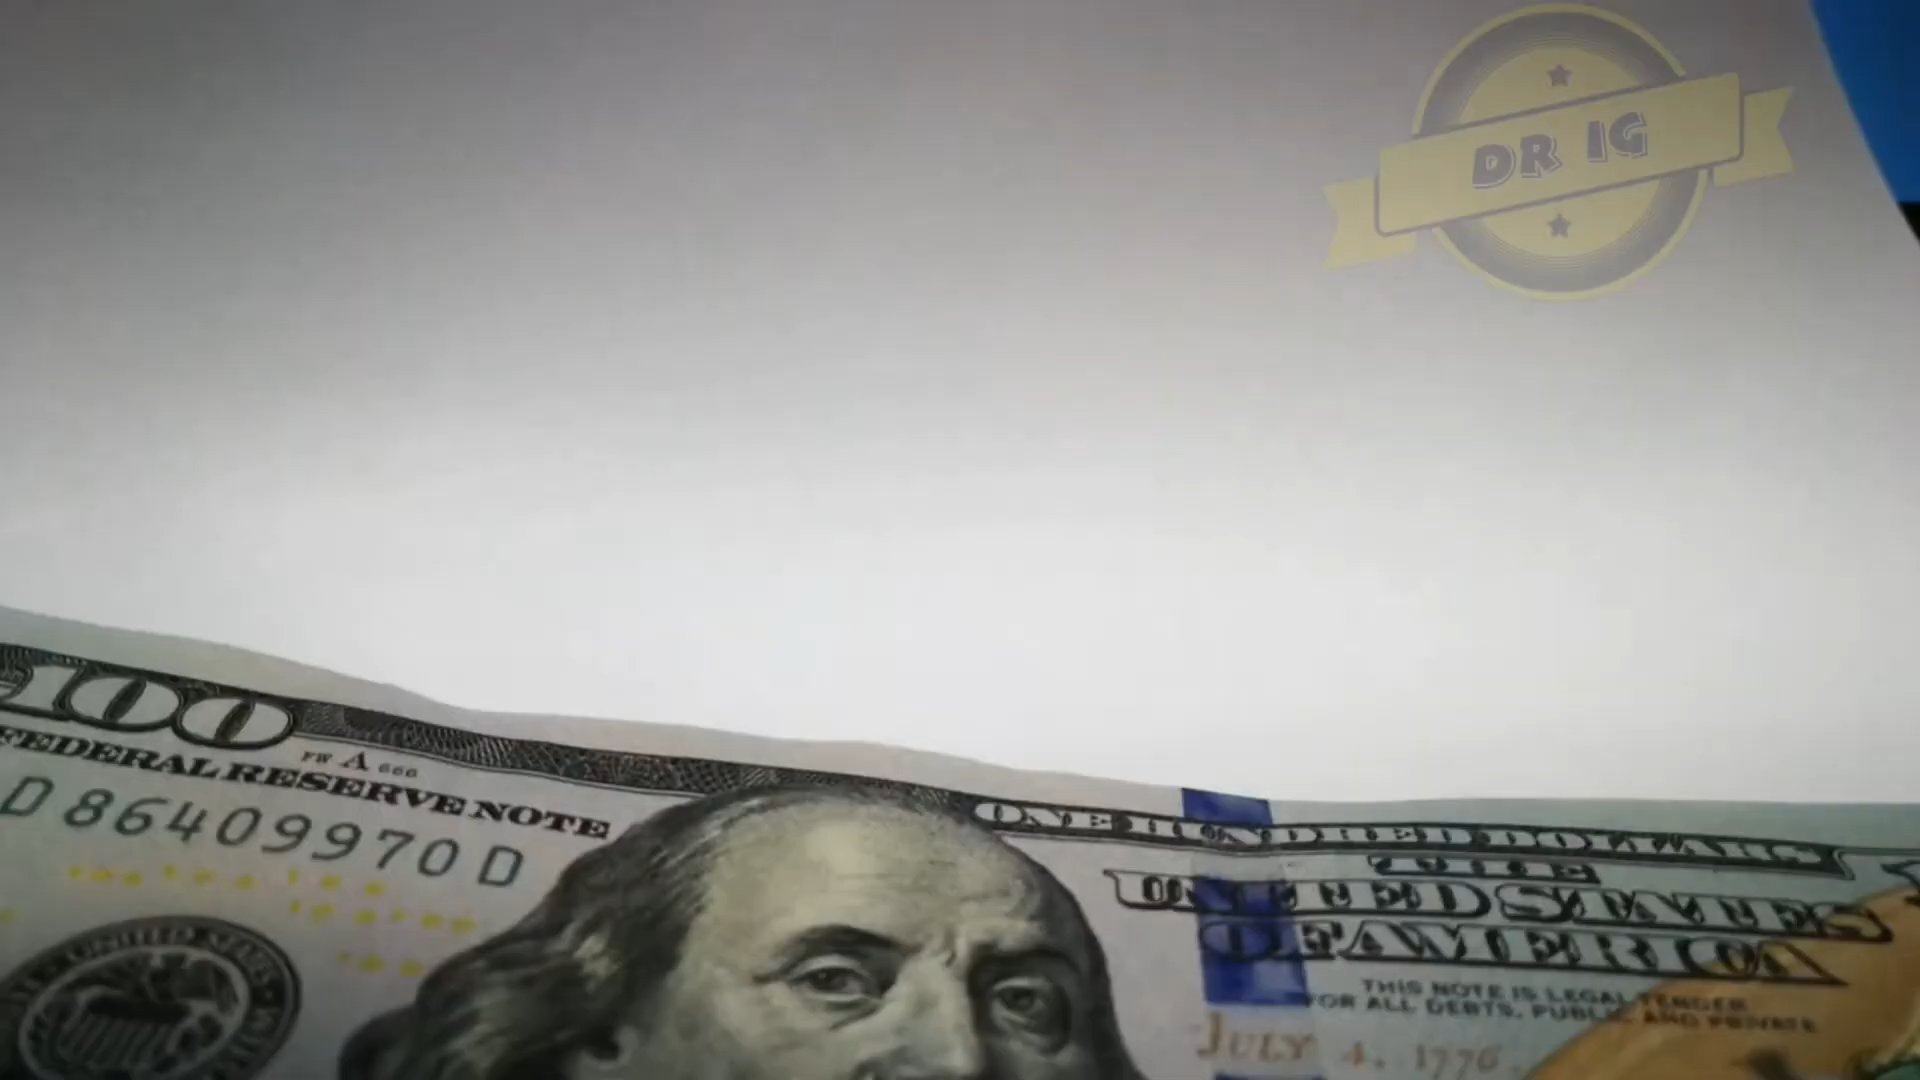 DR IG
100
FEDERAL RESERVE NOTE
FW A 666
D 86409970 D
ONE HUNDRED DOLLARS
THE
UNITED STATES
OF AMERICA
THIS NOTE IS LEGAL TENDER
FOR ALL DEBTS, PUBLIC AND PRIVATE
JULY 4, 1776